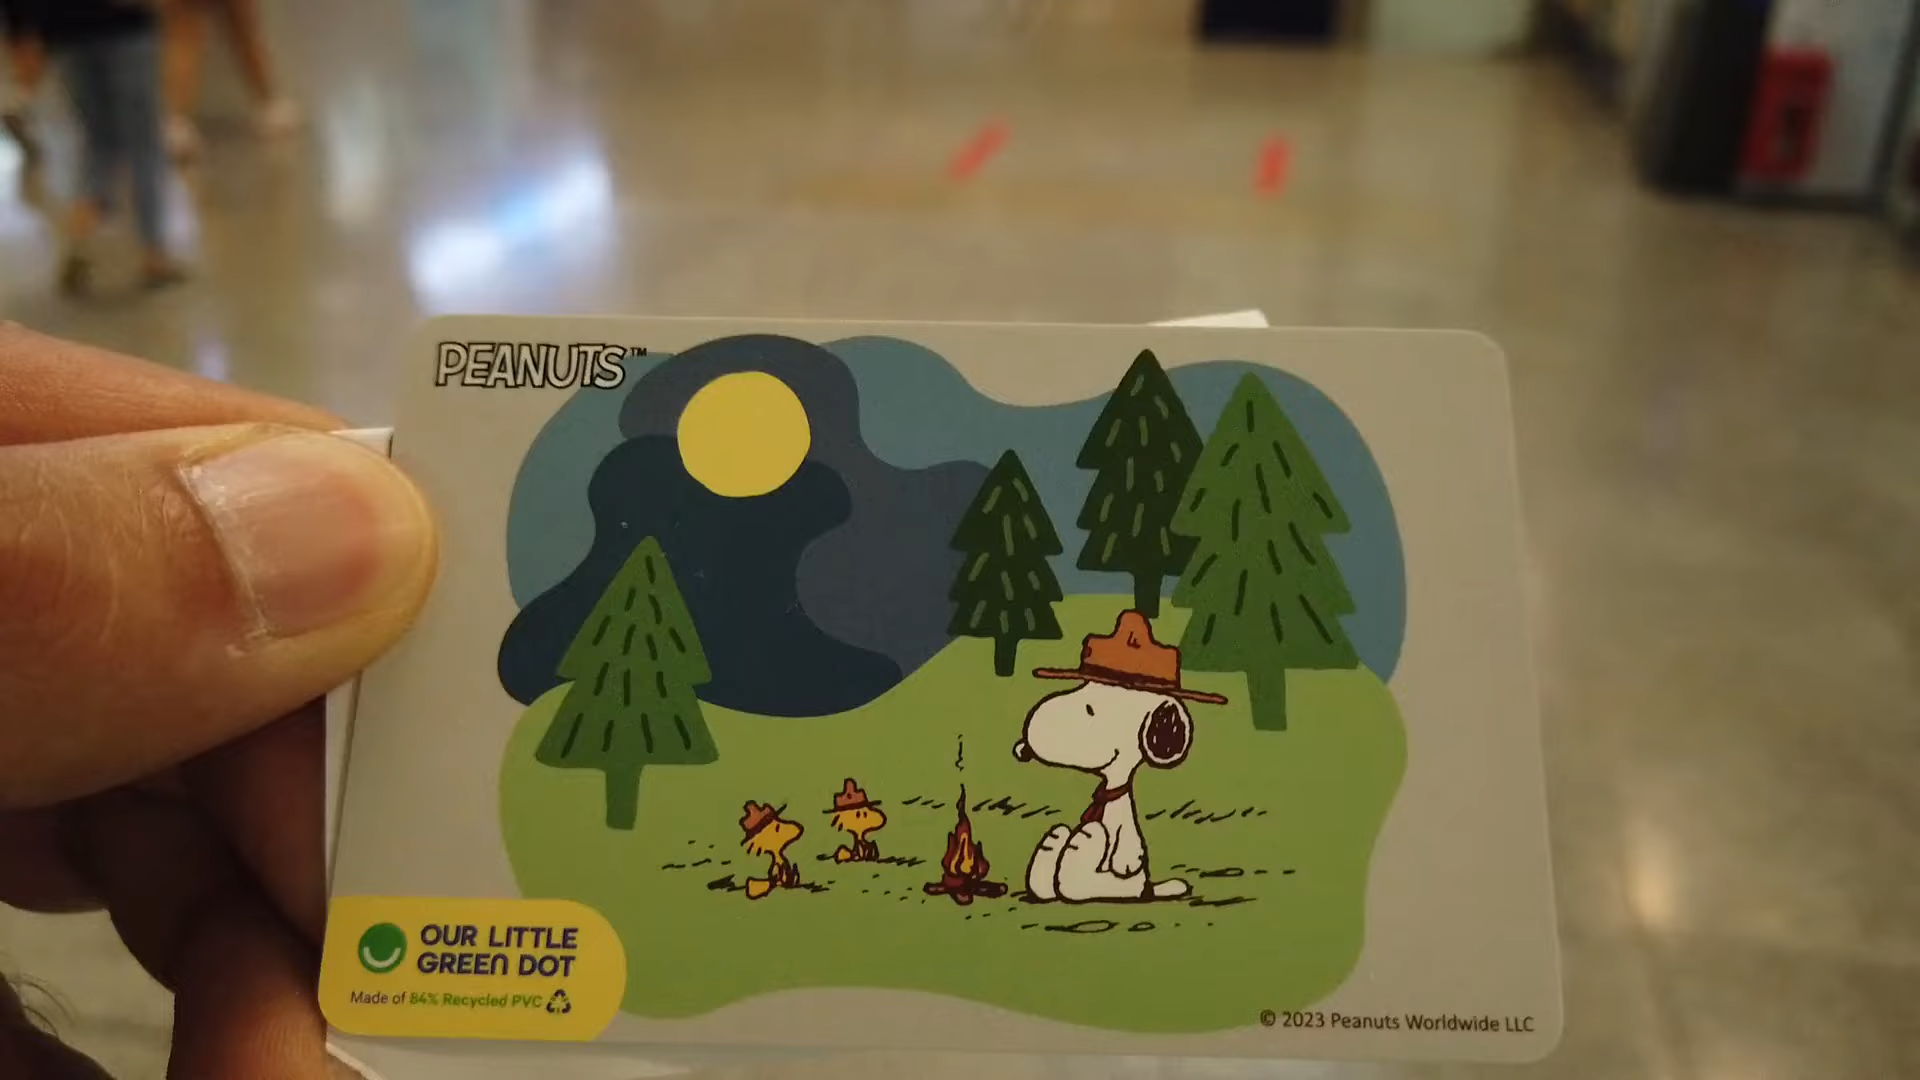 PEANUTS™
OUR LITTLE
GREEN DOT
Made of 84% Recycled PVC
© 2023 Peanuts Worldwide LLC